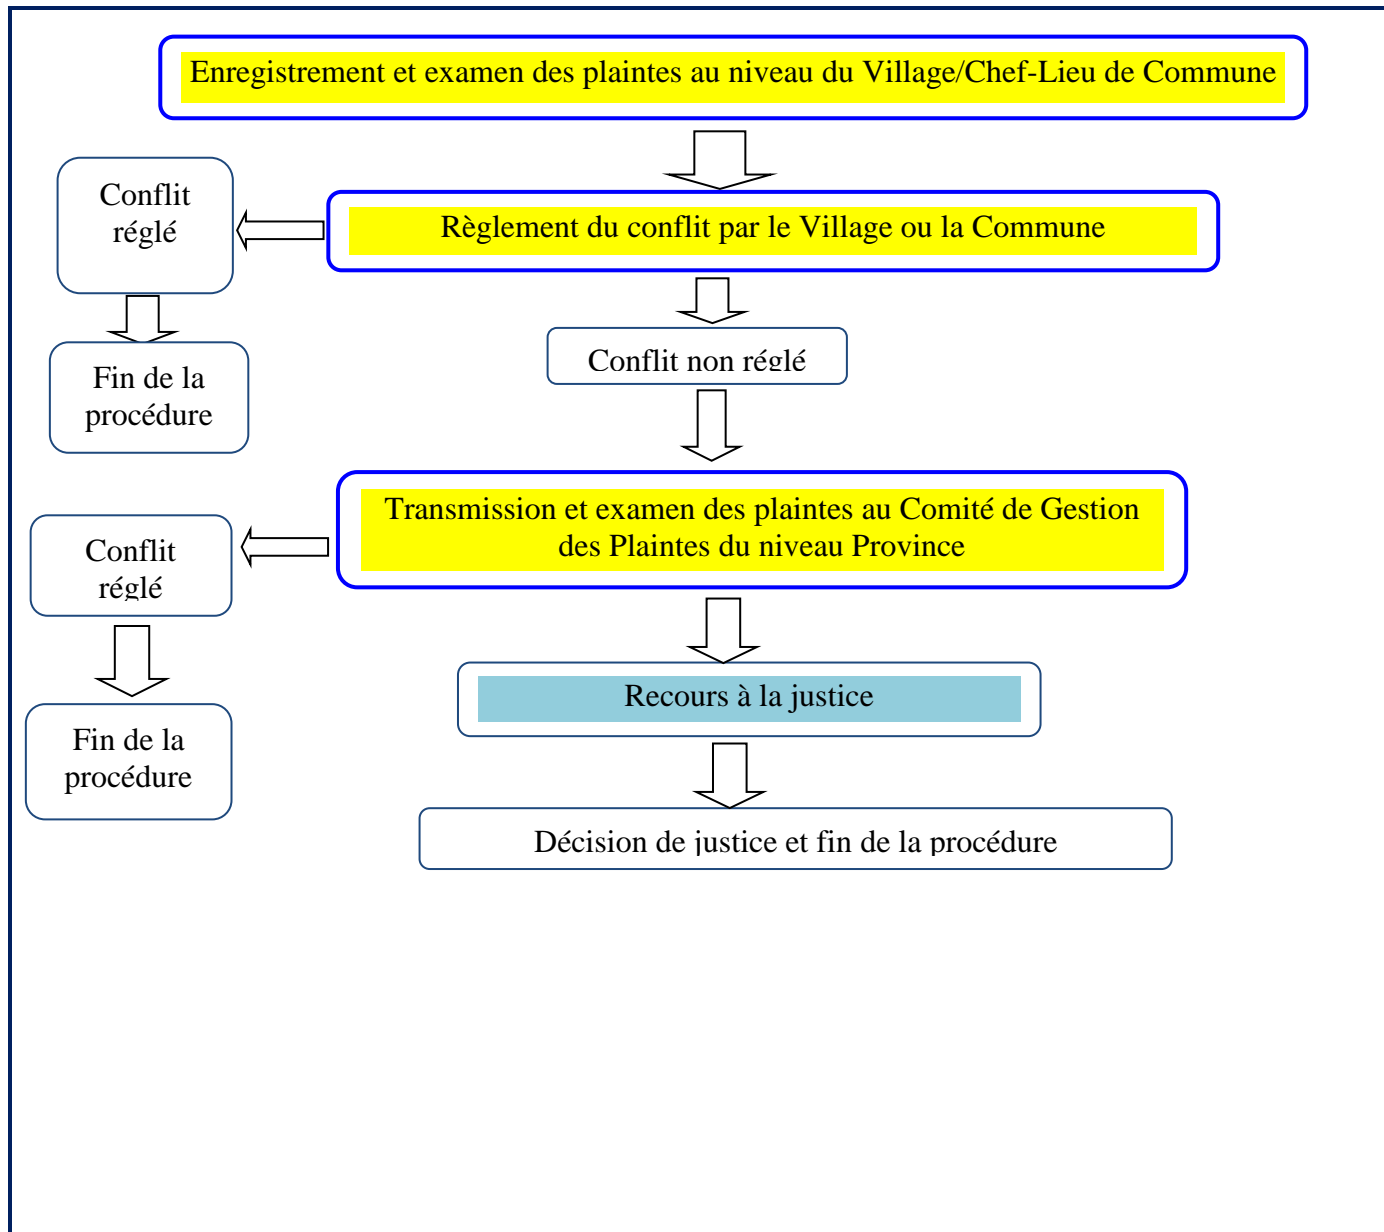 Enregistrement et examen des plaintes au niveau du Village/Chef-Lieu de Commune
Conflit
réglé
Règlement du conflit par le Village ou la Commune
Fin de la
procédure
Conflit non réglé
Transmission et examen des plaintes au Comité de Gestion
des Plaintes du niveau Province
Conflit
réglé
Fin de la
procédure
Recours à la justice
Décision de justice et fin de la procédure